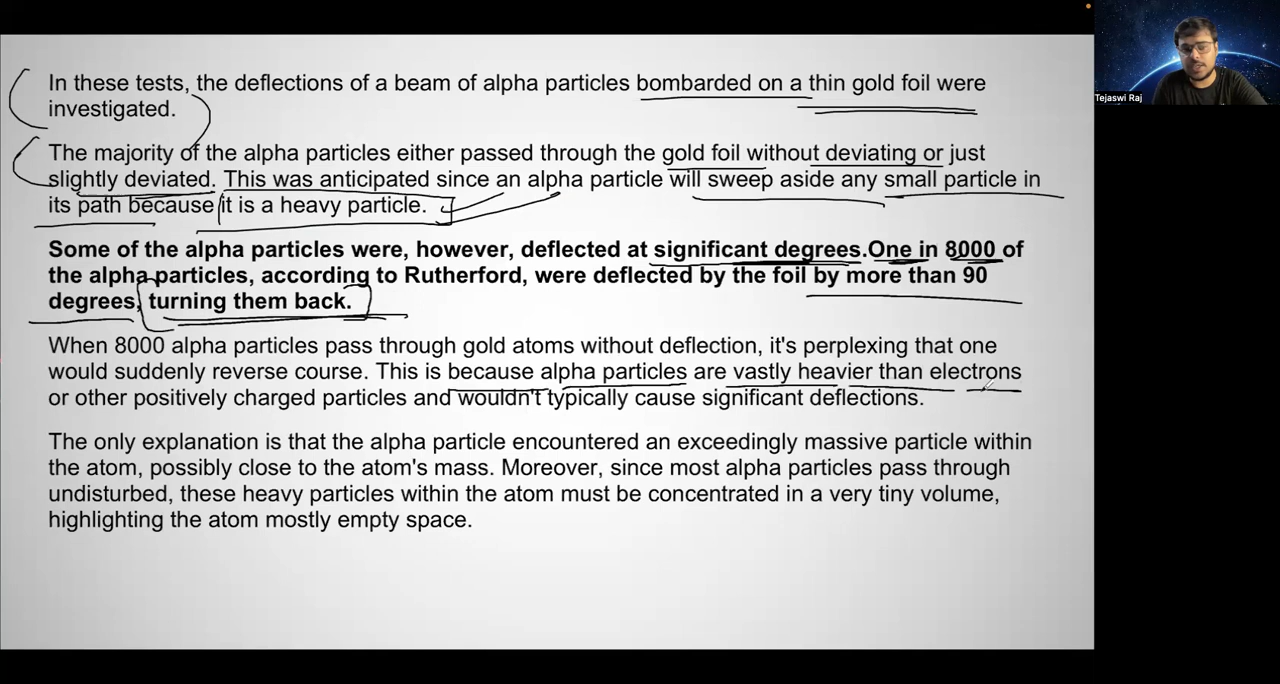 In these tests, the deflections of a beam of alpha particles bombarded on a thin gold foil were
investigated.
The majority of the alpha particles either passed through the gold foil without deviating or just
slightly deviated. This was anticipated since an alpha particle will sweep aside any small particle in
its path because it is a heavy particle.
Some of the alpha particles were, however, deflected at significant degrees.One in 8000 of
the alpha particles, according to Rutherford, were deflected by the foil by more than 90
degrees, turning them back.
When 8000 alpha particles pass through gold atoms without deflection, it's perplexing that one
would suddenly reverse course. This is because alpha particles are vastly heavier than electrons
or other positively charged particles and wouldn't typically cause significant deflections.
The only explanation is that the alpha particle encountered an exceedingly massive particle within
the atom, possibly close to the atom's mass. Moreover, since most alpha particles pass through
undisturbed, these heavy particles within the atom must be concentrated in a very tiny volume,
highlighting the atom mostly empty space.
Tejaswi Raj